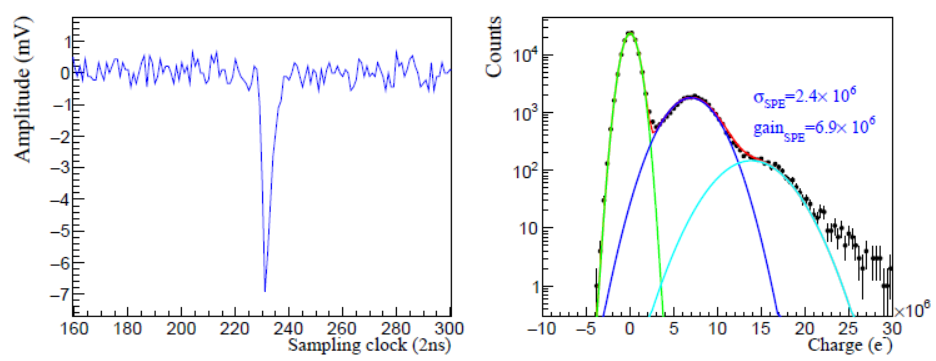 Amplitude (mV)
1
0
−1
−2
−3
−4
−5
−6
−7
160 180 200 220 240 260 280 300
Sampling clock (2ns)
Counts
10⁴
10³
10²
10
1
σSPE=2.4× 10⁶
gainSPE=6.9× 10⁶
−10 −5 0 5 10 15 20 25 30
×10⁶
Charge (e⁻)